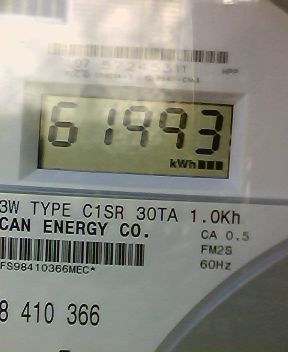 61993
kWh
3W TYPE C1SR 30TA 1.0Kh
CAN ENERGY CO.
CA 0.5
FM2S
FS98410366MEC*
60Hz
8 410 366